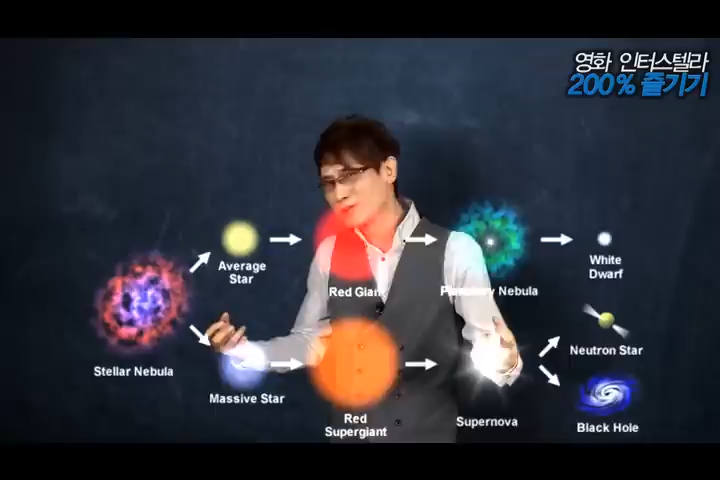 영화 인터스텔라
200% 즐기기
Average
Star
Red Giant
Planetary Nebula
White
Dwarf
Stellar Nebula
Massive Star
Red
Supergiant
Supernova
Neutron Star
Black Hole